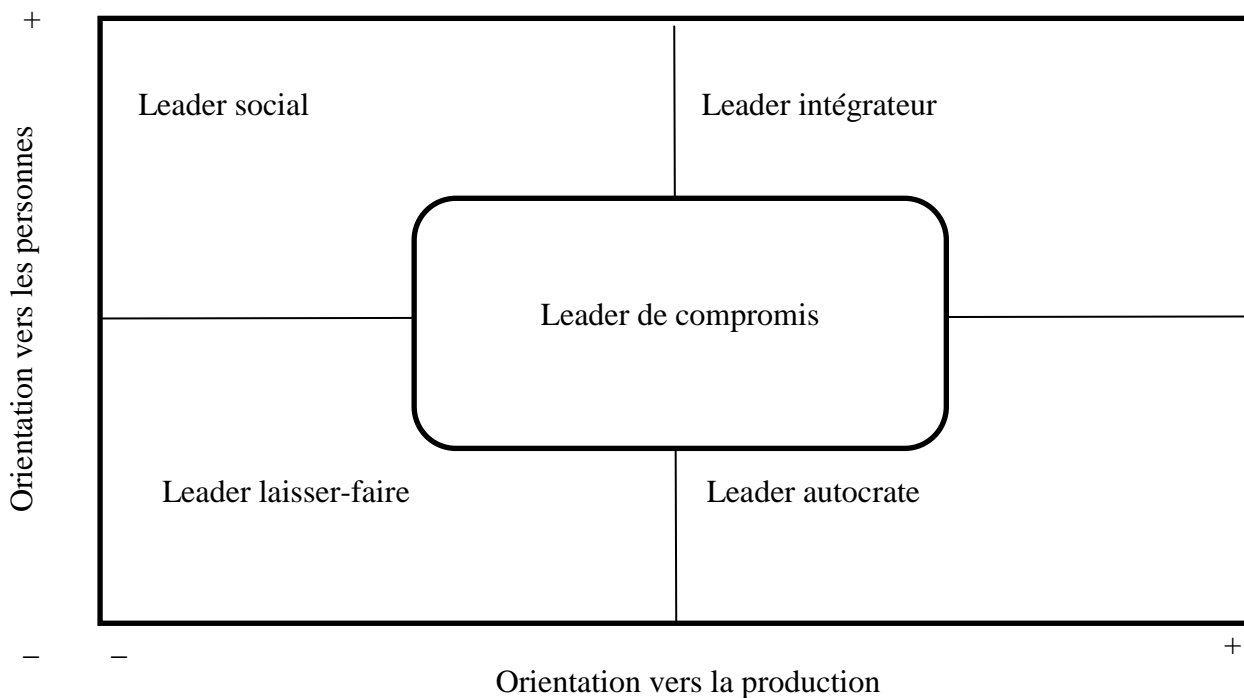 +
Leader social
Leader intégrateur
Orientation vers les personnes
Leader de compromis
Leader laisser-faire
Leader autocrate
–
–
+
Orientation vers la production